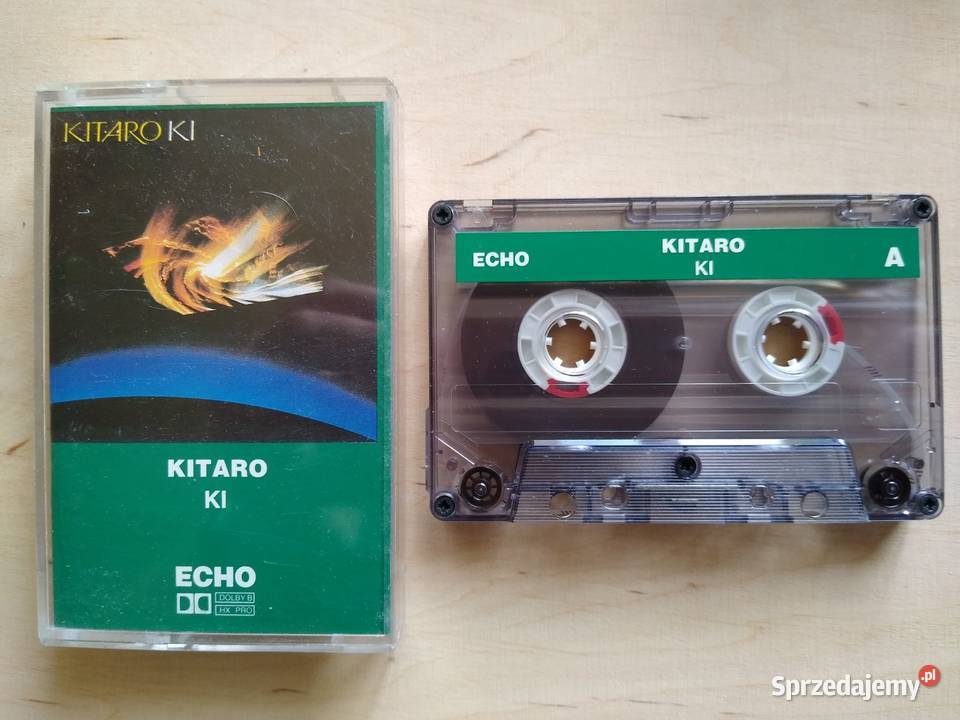 KITARO KI
KITARO
KI
ECHO
DOLBY B
HX PRO
ECHO
KITARO
KI
A
Sprzedajemy.pl